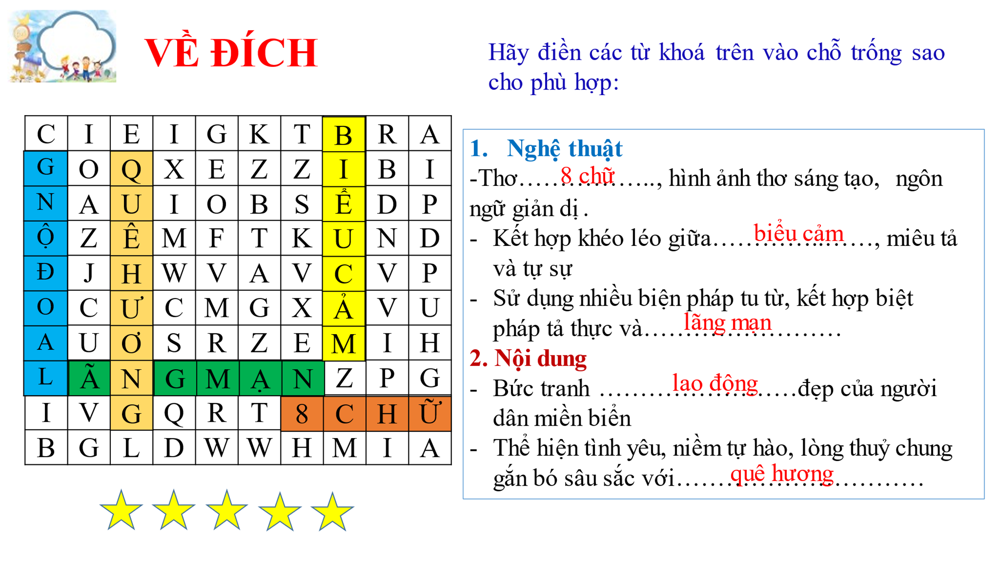 VỀ ĐÍCH
Hãy điền các từ khoá trên vào chỗ trống sao
cho phù hợp:
C I E I G K T B R A
G O Q X E Z Z I B I
N A U I O B S Ể D P
Ộ Z Ê M F T K U N D
Đ J H W V A V C V P
O C Ư C M G X Ả V U
A U Ơ S R Z E M I H
L Ã N G M Ạ N Z P G
I V G Q R T 8 C H Ữ
B G L D W W H M I A
1. Nghệ thuật
-Thơ......8 chữ......, hình ảnh thơ sáng tạo, ngôn
ngữ giản dị .
- Kết hợp khéo léo giữa......biểu cảm......, miêu tả
và tự sự
- Sử dụng nhiều biện pháp tu từ, kết hợp biệt
pháp tả thực và......lãng mạn......
2. Nội dung
- Bức tranh ......lao động......đẹp của người
dân miền biển
- Thể hiện tình yêu, niềm tự hào, lòng thuỷ chung
gắn bó sâu sắc với......quê hương......